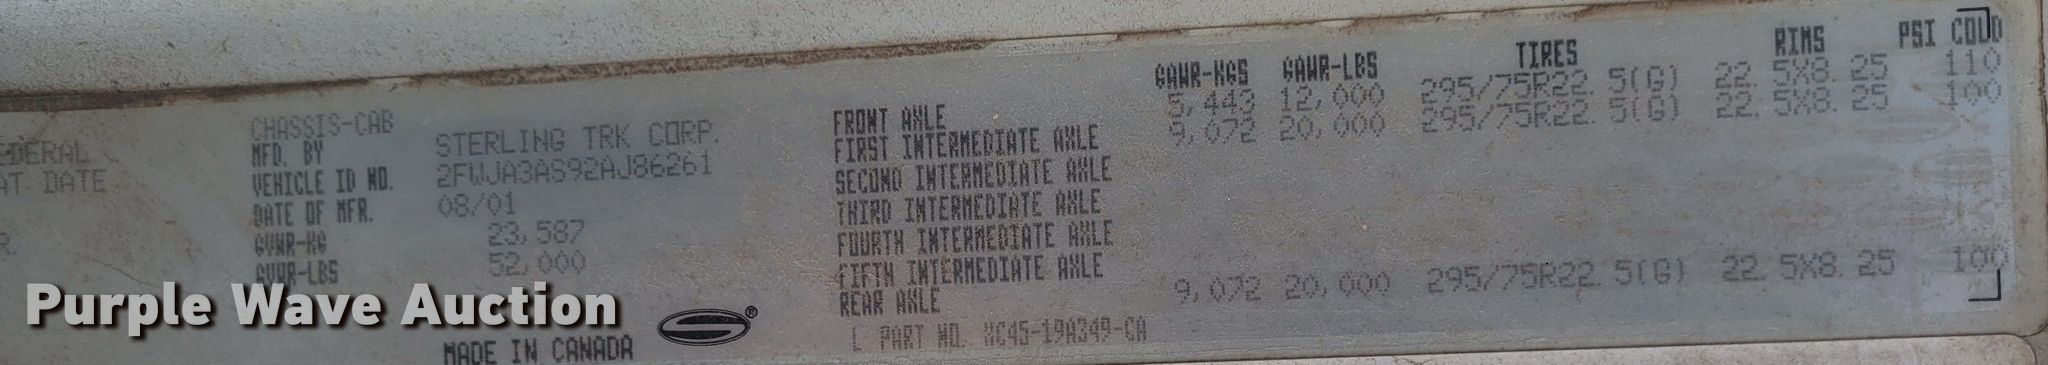 GAWR-KGS GAWR-LBS TIRES RIMS PSI COLD
CHASSIS-CAB
MFD. BY STERLING TRK CORP.
VEHICLE ID NO. 2FWJA3AS92AJ86261
DATE OF MFR. 08/01
GVWR-KG 23,587
GVWR-LBS 52,000
EDERAL
AT DATE
R.
FRONT AXLE 5,443 12,000 295/75R22.5(G) 22.5X8.25 110
FIRST INTERMEDIATE AXLE 9,072 20,000 295/75R22.5(G) 22.5X8.25 100
SECOND INTERMEDIATE AXLE
THIRD INTERMEDIATE AXLE
FOURTH INTERMEDIATE AXLE
FIFTH INTERMEDIATE AXLE
REAR AXLE 9,072 20,000 295/75R22.5(G) 22.5X8.25 100
L PART NO. XC45-19A349-CA
MADE IN CANADA
®
Purple Wave Auction